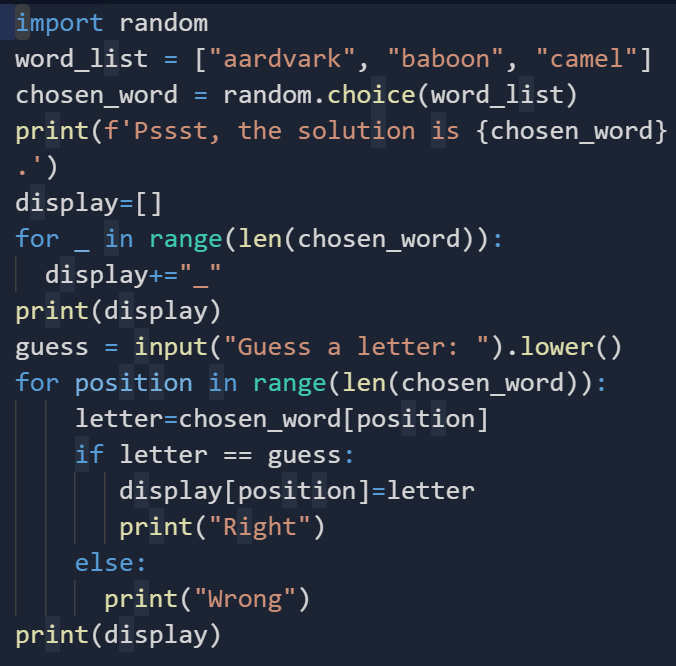 import random
word_list = ["aardvark", "baboon", "camel"]
chosen_word = random.choice(word_list)
print(f'Pssst, the solution is {chosen_word}
.')
display=[]
for _ in range(len(chosen_word)):
  display+="_"
print(display)
guess = input("Guess a letter: ").lower()
for position in range(len(chosen_word)):
    letter=chosen_word[position]
    if letter == guess:
       display[position]=letter
       print("Right")
    else:
      print("Wrong")
print(display)